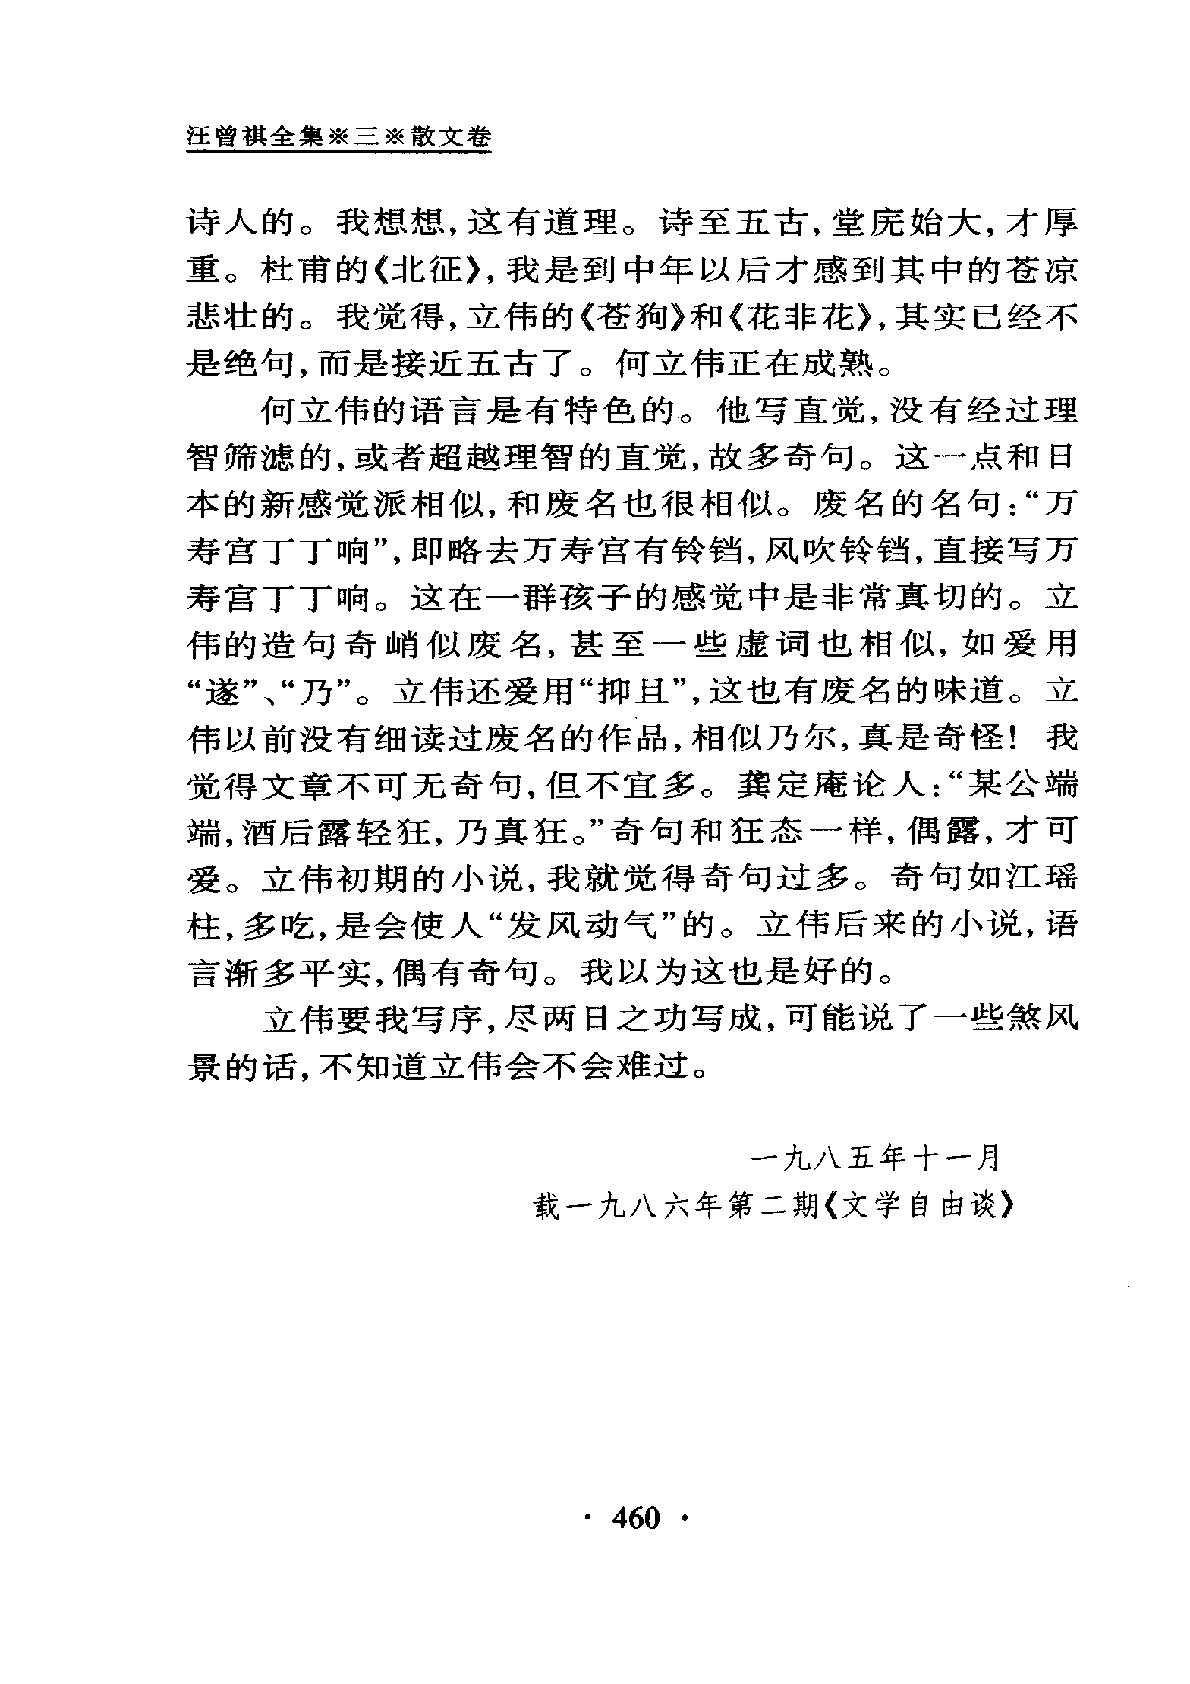 汪曾祺全集※三※散文卷
诗人的。我想想,这有道理。诗至五古,堂庑始大,才厚
重。杜甫的《北征》,我是到中年以后才感到其中的苍凉
悲壮的。我觉得,立伟的《苍狗》和《花非花》,其实已经不
是绝句,而是接近五古了。何立伟正在成熟。
何立伟的语言是有特色的。他写直觉,没有经过理
智筛滤的,或者超越理智的直觉,故多奇句。这一点和日
本的新感觉派相似,和废名也很相似。废名的名句:“万
寿宫丁丁响”,即略去万寿宫有铃铛,风吹铃铛,直接写万
寿宫丁丁响。这在一群孩子的感觉中是非常真切的。立
伟的造句奇峭似废名,甚至一些虚词也相似,如爱用
“遂”、“乃”。立伟还爱用“抑且”,这也有废名的味道。立
伟以前没有细读过废名的作品,相似乃尔,真是奇怪!我
觉得文章不可无奇句,但不宜多。龚定庵论人:“某公端
端,酒后露轻狂,乃真狂。”奇句和狂态一样,偶露,才可
爱。立伟初期的小说,我就觉得奇句过多。奇句如江瑶
柱,多吃,是会使人“发风动气”的。立伟后来的小说,语
言渐多平实,偶有奇句。我以为这也是好的。
立伟要我写序,尽两日之功写成,可能说了一些煞风
景的话,不知道立伟会不会难过。
一九八五年十一月
载一九八六年第二期《文学自由谈》
· 460 ·